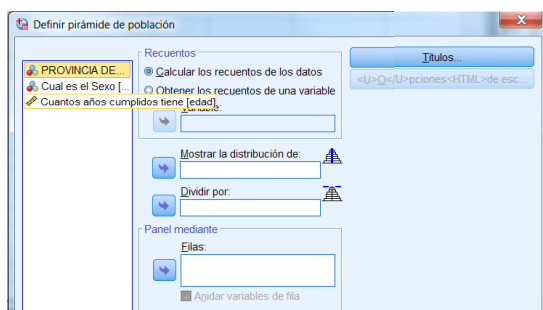 Definir pirámide de población
PROVINCIA DE...
Cual es el Sexo [...
Cuantos años cumplidos tiene [edad]
Recuentos
Calcular los recuentos de los datos
Obtener los recuentos de una variable
Variable:
Mostrar la distribución de:
Dividir por:
Panel mediante
Filas:
Anidar variables de fila
Títulos...
<U>O</U>pciones<HTML>de esc...